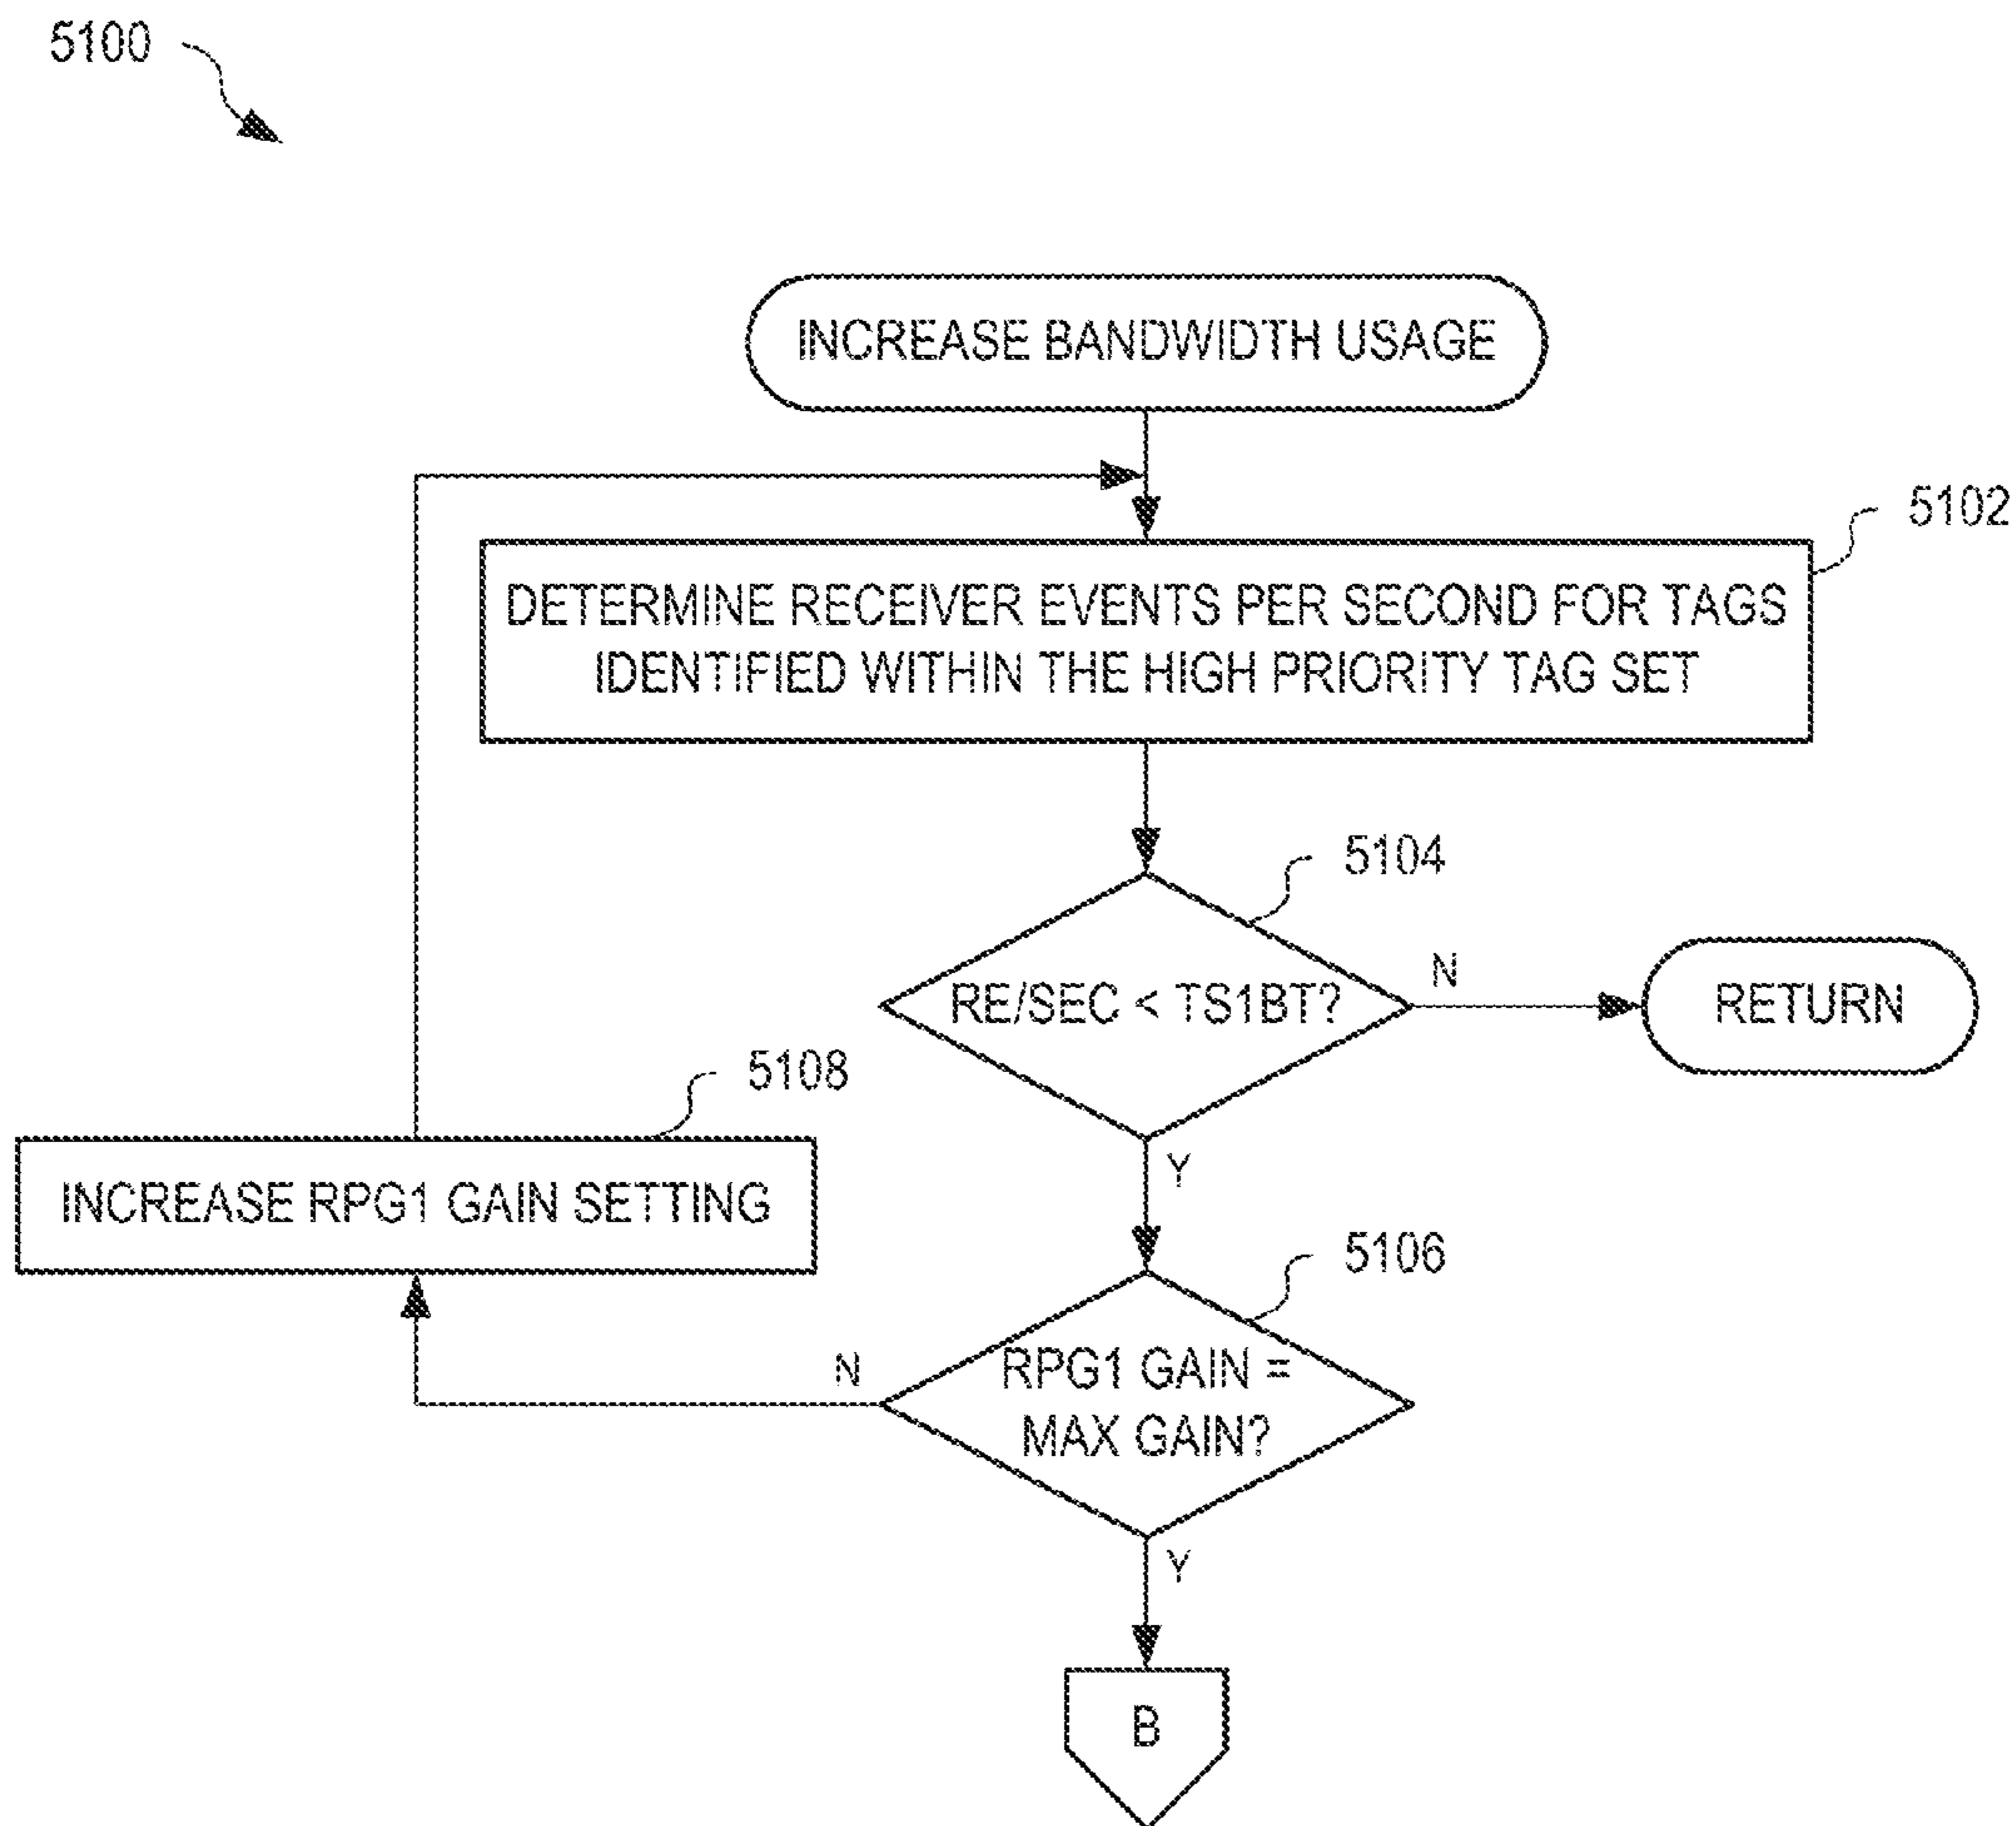 5100
INCREASE BANDWIDTH USAGE
5102
DETERMINE RECEIVER EVENTS PER SECOND FOR TAGS
IDENTIFIED WITHIN THE HIGH PRIORITY TAG SET
5104
RE/SEC < TS1BT?
N
RETURN
Y
5108
INCREASE RPG1 GAIN SETTING
5106
RPG1 GAIN =
MAX GAIN?
N
Y
B